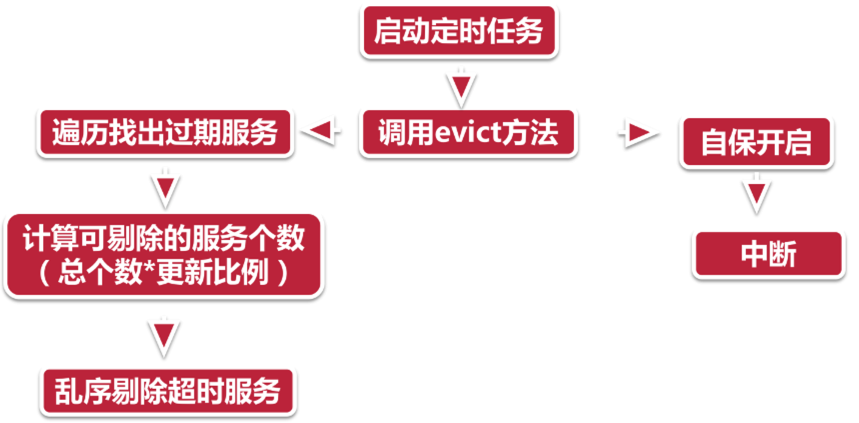 启动定时任务
遍历找出过期服务
调用evict方法
自保开启
计算可剔除的服务个数
（总个数*更新比例）
中断
乱序剔除超时服务